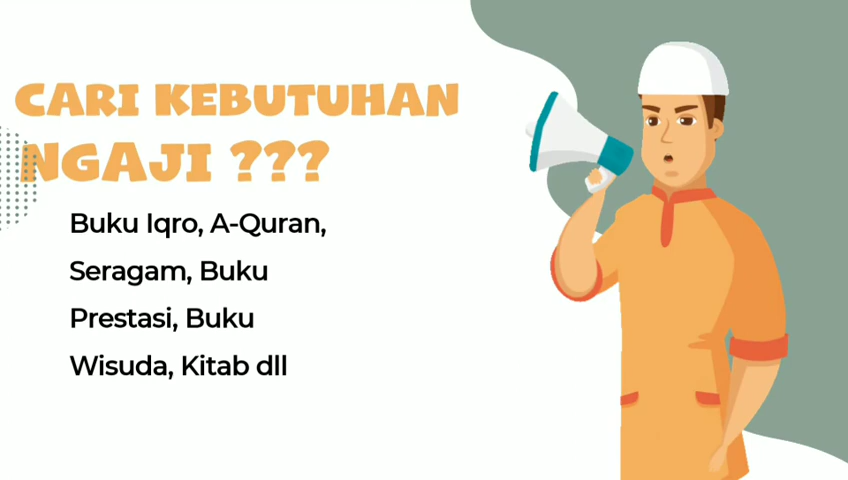 CARI KEBUTUHAN
NGAJI ???
Buku Iqro, A-Quran,
Seragam, Buku
Prestasi, Buku
Wisuda, Kitab dll